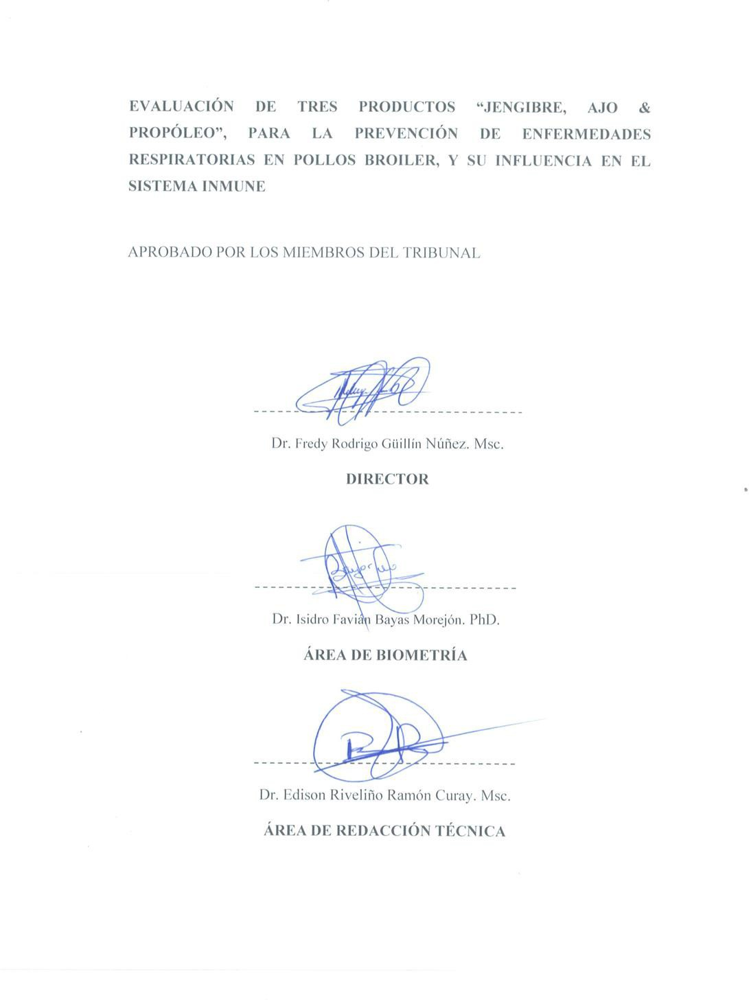 EVALUACIÓN DE TRES PRODUCTOS “JENGIBRE, AJO &
PROPÓLEO”, PARA LA PREVENCIÓN DE ENFERMEDADES
RESPIRATORIAS EN POLLOS BROILER, Y SU INFLUENCIA EN EL
SISTEMA INMUNE
APROBADO POR LOS MIEMBROS DEL TRIBUNAL
Dr. Fredy Rodrigo Güillín Núñez. Msc.
DIRECTOR
Dr. Isidro Favián Bayas Morejón. PhD.
ÁREA DE BIOMETRÍA
Dr. Edison Riveliño Ramón Curay. Msc.
ÁREA DE REDACCIÓN TÉCNICA